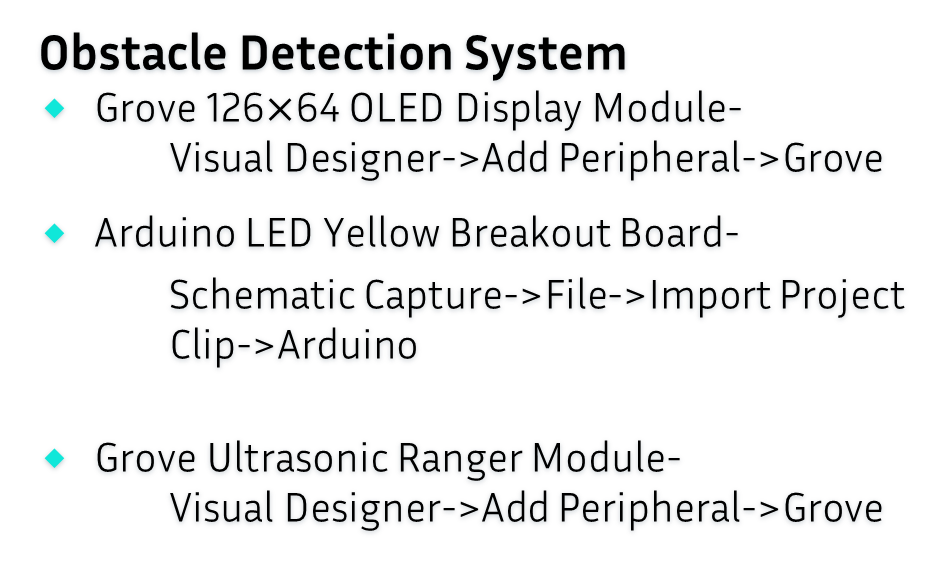 Obstacle Detection System
Grove 126×64 OLED Display Module-
Visual Designer->Add Peripheral->Grove
Arduino LED Yellow Breakout Board-
Schematic Capture->File->Import Project
Clip->Arduino
Grove Ultrasonic Ranger Module-
Visual Designer->Add Peripheral->Grove